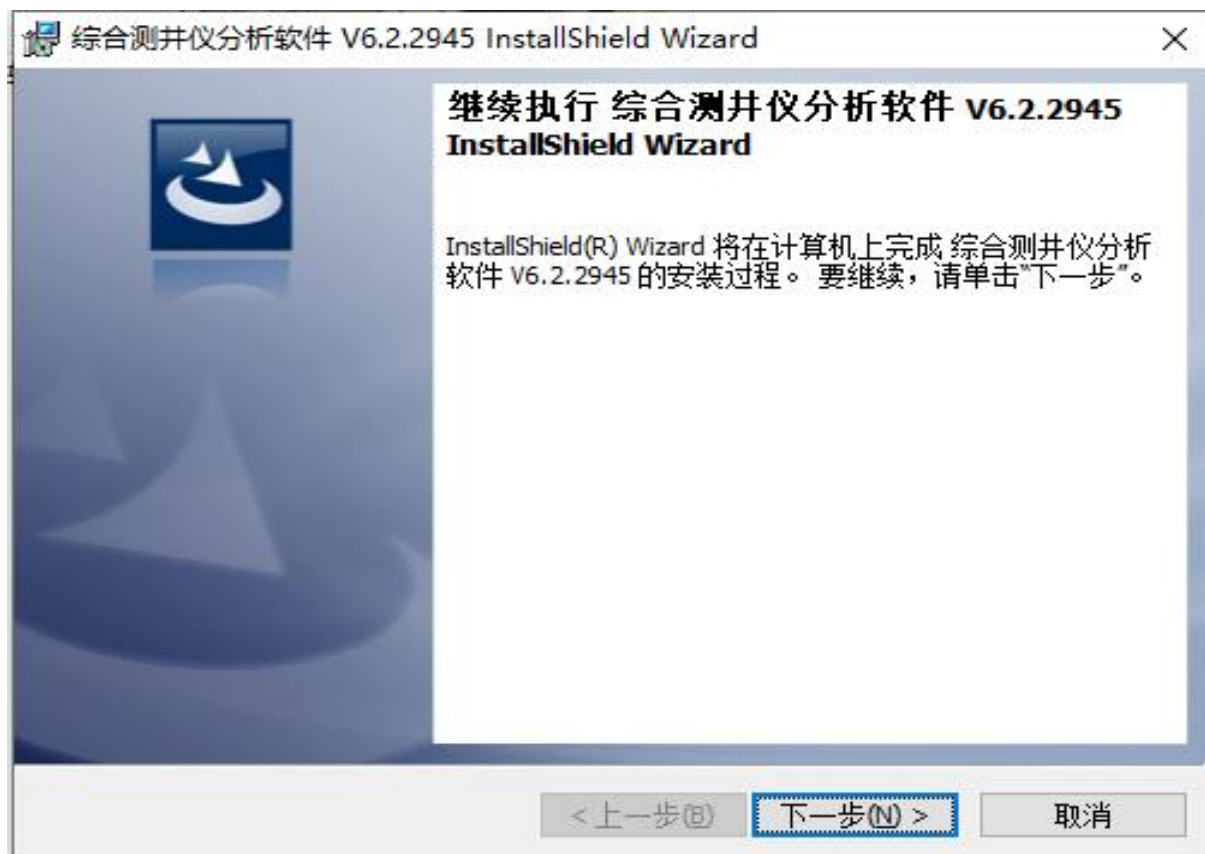 综合测井仪分析软件 V6.2.2945 InstallShield Wizard
继续执行 综合测井仪分析软件 V6.2.2945
InstallShield Wizard
InstallShield(R) Wizard 将在计算机上完成 综合测井仪分析
软件 V6.2.2945 的安装过程。 要继续，请单击“下一步”。
<上一步(B) 下一步(N) > 取消